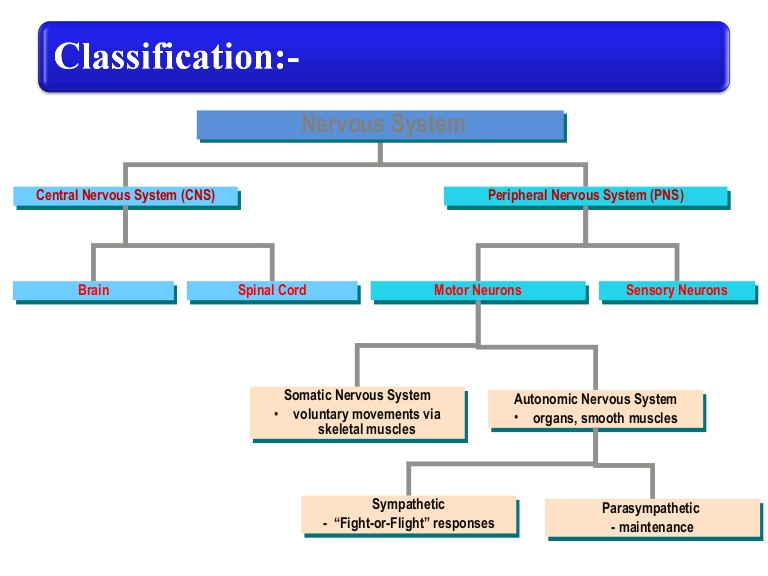 Classification:-
Nervous System
Central Nervous System (CNS)
Peripheral Nervous System (PNS)
Brain
Spinal Cord
Motor Neurons
Sensory Neurons
Somatic Nervous System
• voluntary movements via
skeletal muscles
Autonomic Nervous System
• organs, smooth muscles
Sympathetic
- “Fight-or-Flight” responses
Parasympathetic
- maintenance